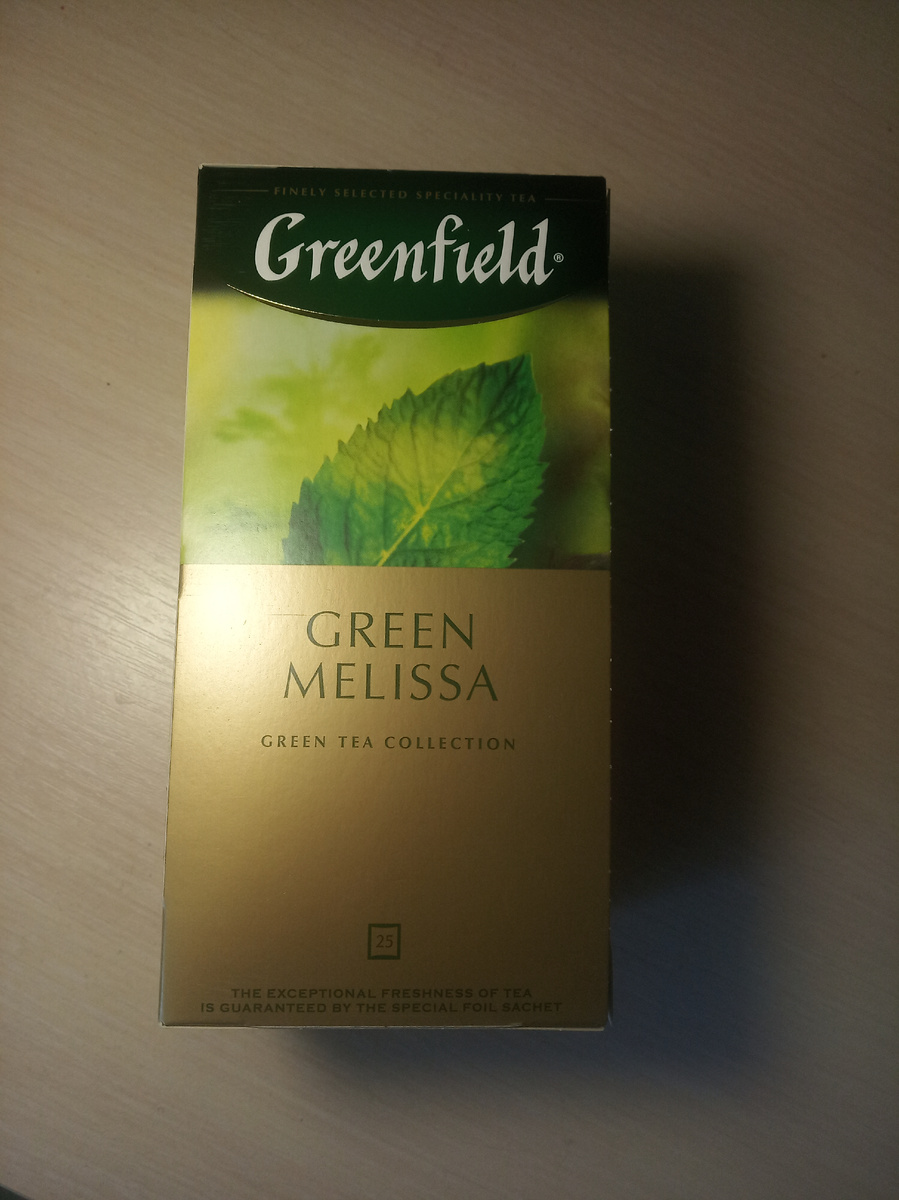 FINELY SELECTED SPECIALITY TEA
Greenfield®
GREEN
MELISSA
GREEN TEA COLLECTION
25
THE EXCEPTIONAL FRESHNESS OF TEA
IS GUARANTEED BY THE SPECIAL FOIL SACHET